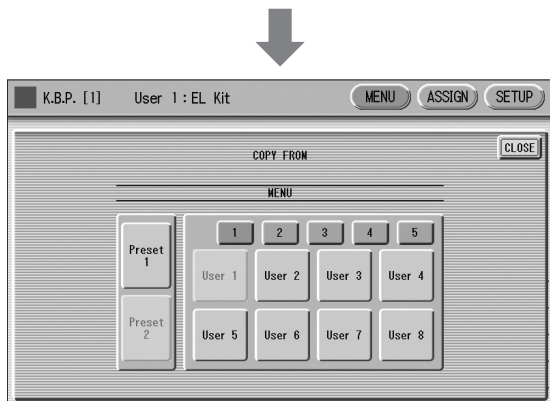 K.B.P. [1] User 1:EL Kit MENU ASSIGN SETUP
COPY FROM CLOSE
MENU
Preset 1
Preset 2
1 2 3 4 5
User 1 User 2 User 3 User 4
User 5 User 6 User 7 User 8